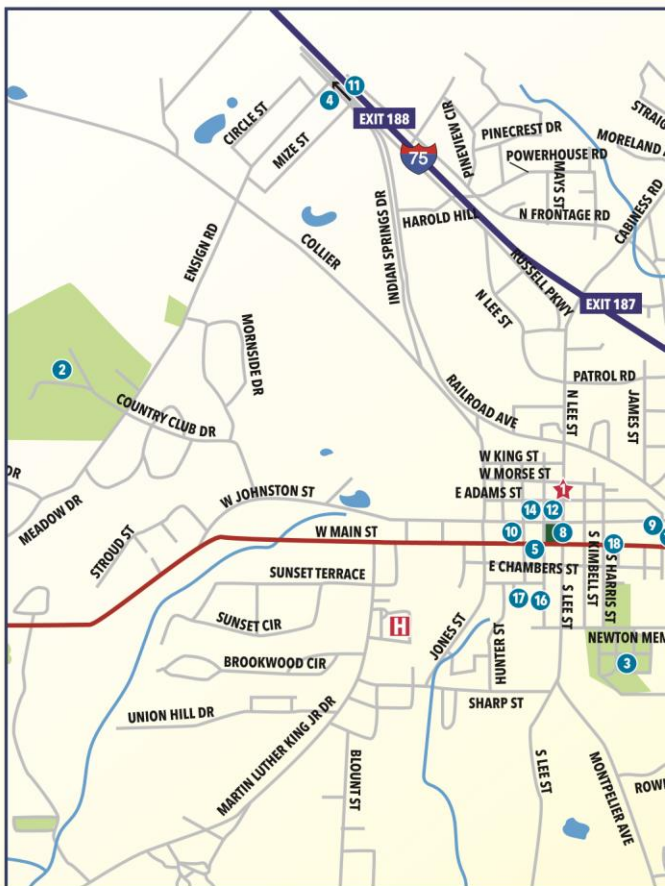 11
4
EXIT 188
CIRCLE ST
MIZE ST
75
PINEVIEW CIR
PINECREST DR
MORELAND
POWERHOUSE RD
MAYS ST
CABINESS RD
HAROLD HILL
N FRONTAGE RD
ENSIGN RD
COLLIER
INDIAN SPRINGS DR
RUSSELL PKWY
EXIT 187
N LEE ST
MORNSIDE DR
2
COUNTRY CLUB DR
RAILROAD AVE
PATROL RD
N LEE ST
JAMES ST
W KING ST
W MORSE ST
E ADAMS ST
1
DR
MEADOW DR
W JOHNSTON ST
14
12
STROUD ST
W MAIN ST
10
8
9
5
18
S KIMBELL ST
S HARRIS ST
E CHAMBERS ST
SUNSET TERRACE
17
16
S LEE ST
SUNSET CIR
H
JONES ST
HUNTER ST
NEWTON MEM
3
BROOKWOOD CIR
SHARP ST
UNION HILL DR
MARTIN LUTHER KING JR DR
BLOUNT ST
S LEE ST
MONTPELIER AVE